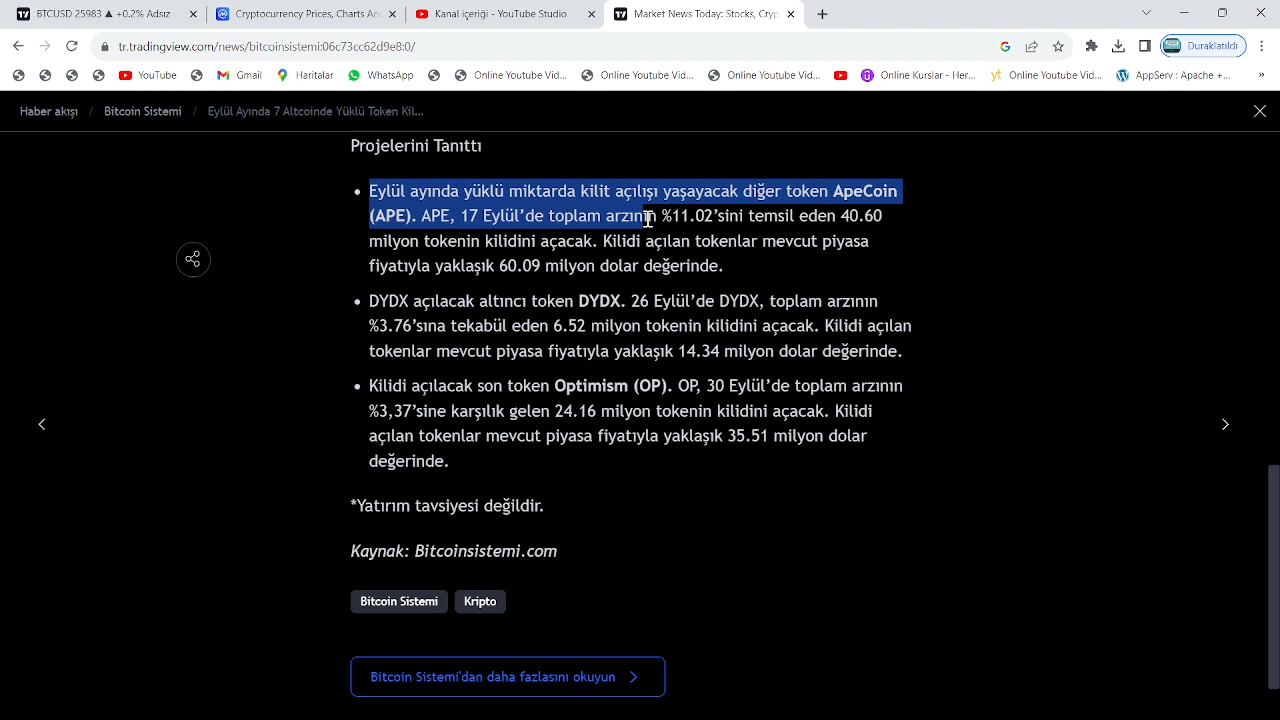 BTCUSD 25983 ▲ +0.2% Adsız
Cryptocurrency Prices, Charts An
Kanal içeriği - YouTube Studio
Market News Today: Stocks, Cryp
tr.tradingview.com/news/bitcoinsistemi:06c73cc62d9e8:0/
Duraklatıldı
YouTube
Gmail
Haritalar
WhatsApp
Online Youtube Vid...
Online Youtube Vid...
Online Youtube Vid...
Online Kurslar - Her...
yt Online Youtube Vid...
AppServ : Apache +...
»
Haber akışı / Bitcoin Sistemi / Eylül Ayında 7 Altcoinde Yüklü Token Kil...
Projelerini Tanıttı
• Eylül ayında yüklü miktarda kilit açılışı yaşayacak diğer token ApeCoin
(APE). APE, 17 Eylül’de toplam arzının %11.02’sini temsil eden 40.60
milyon tokenin kilidini açacak. Kilidi açılan tokenlar mevcut piyasa
fiyatıyla yaklaşık 60.09 milyon dolar değerinde.
• DYDX açılacak altıncı token DYDX. 26 Eylül’de DYDX, toplam arzının
%3.76’sına tekabül eden 6.52 milyon tokenin kilidini açacak. Kilidi açılan
tokenlar mevcut piyasa fiyatıyla yaklaşık 14.34 milyon dolar değerinde.
• Kilidi açılacak son token Optimism (OP). OP, 30 Eylül’de toplam arzının
%3,37’sine karşılık gelen 24.16 milyon tokenin kilidini açacak. Kilidi
açılan tokenlar mevcut piyasa fiyatıyla yaklaşık 35.51 milyon dolar
değerinde.
*Yatırım tavsiyesi değildir.
Kaynak: Bitcoinsistemi.com
Bitcoin Sistemi
Kripto
Bitcoin Sistemi'dan daha fazlasını okuyun